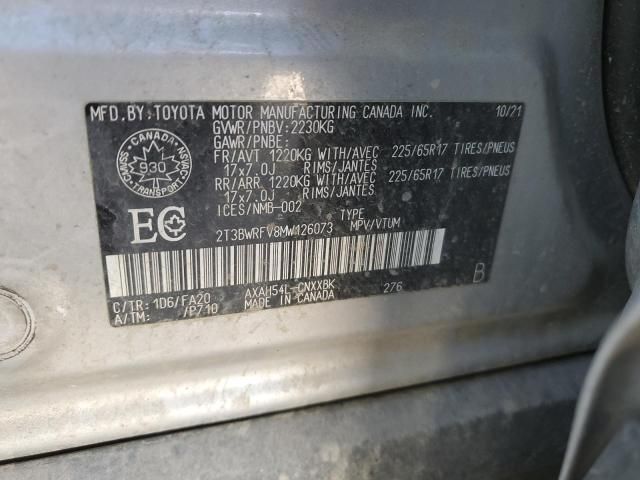 MFD. BY: TOYOTA MOTOR MANUFACTURING CANADA INC. 10/21
GVWR/PNBV: 2230KG
GAWR/PNBE:
FR/AVT 1220KG WITH/AVEC 225/65R17 TIRES/PNEUS
17x7.0J RIMS/JANTES
RR/ARR 1220KG WITH/AVEC 225/65R17 TIRES/PNEUS
17x7.0J RIMS/JANTES
ICES/NMB-002 TYPE
2T3BWRFV8MW126073 MPV/VTUM
CANADA
930
TRANSPORT
NSVAC
NSVAC
EC
B
C/TR: 1D6/FA20 AXAH54L-CNXXBK 276
A/TM: /P710 MADE IN CANADA